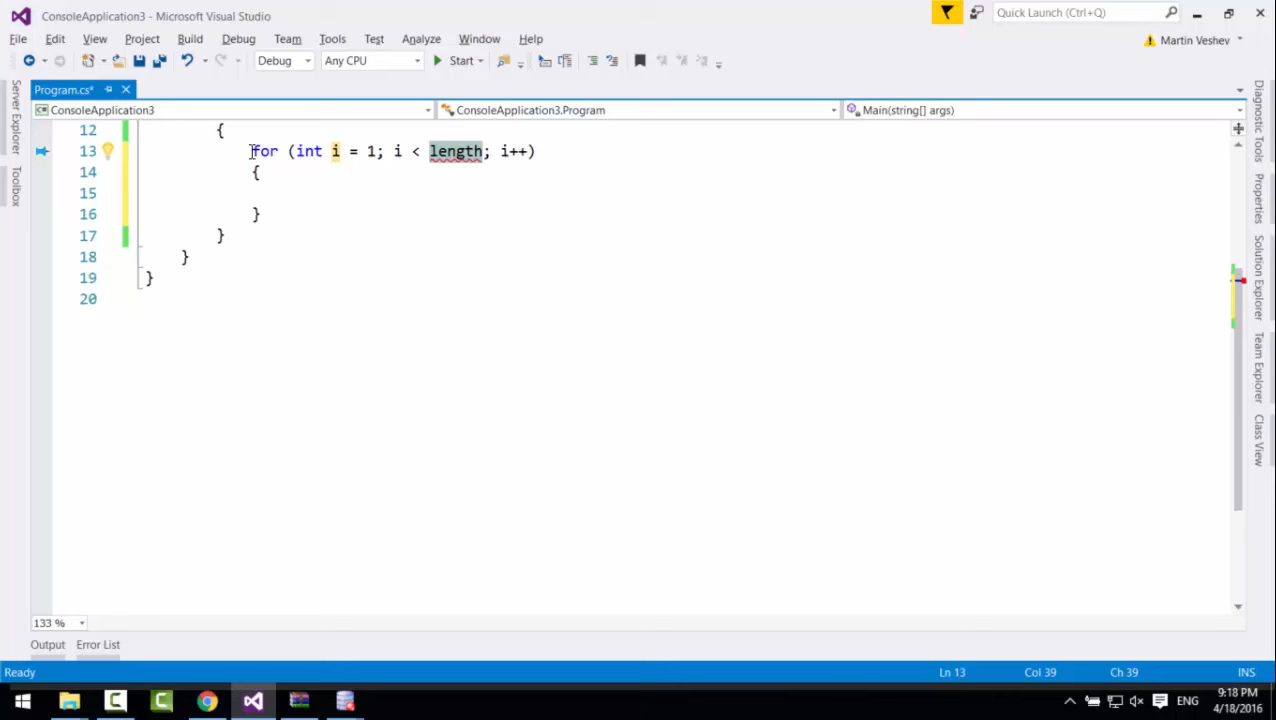 ConsoleApplication3 - Microsoft Visual Studio
Quick Launch (Ctrl+Q)
File Edit View Project Build Debug Team Tools Test Analyze Window Help
Martin Veshev
Debug Any CPU Start
Program.cs*
ConsoleApplication3 ConsoleApplication3.Program Main(string[] args)
12 {
13 for (int i = 1; i < length; i++)
14 {
15
16 }
17 }
18 }
19 }
20
Server Explorer
Toolbox
Diagnostic Tools
Properties
Solution Explorer
Team Explorer
Class View
133 %
Output Error List
Ready Ln 13 Col 39 Ch 39 INS
ENG
9:18 PM
4/18/2016